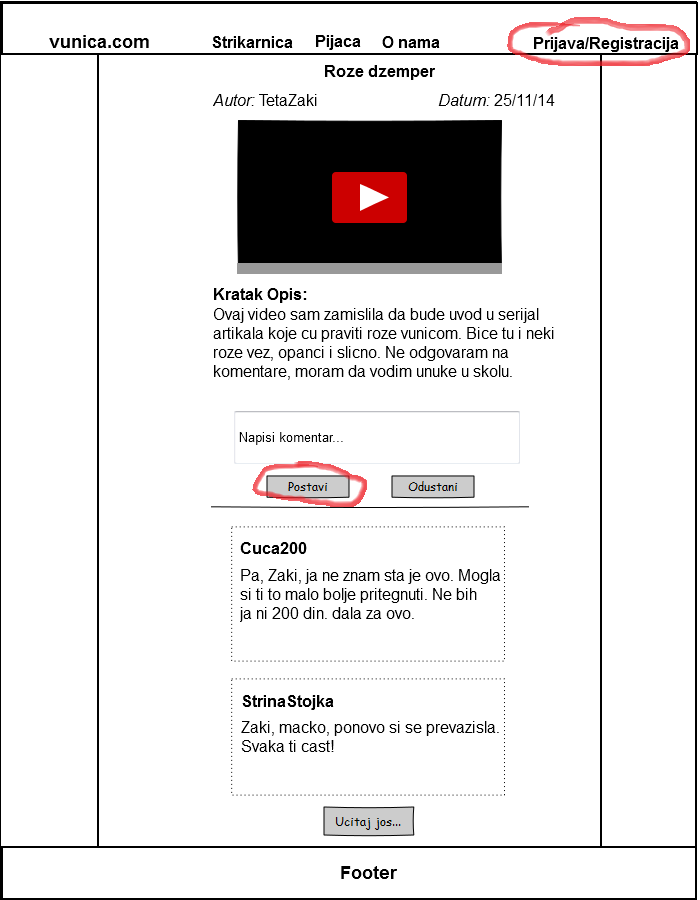 vunica.com Strikarnica Pijaca O nama Prijava/Registracija
Roze dzemper
Autor: TetaZaki Datum: 25/11/14
Kratak Opis:
Ovaj video sam zamislila da bude uvod u serijal
artikala koje cu praviti roze vunicom. Bice tu i neki
roze vez, opanci i slicno. Ne odgovaram na
komentare, moram da vodim unuke u skolu.
Napisi komentar...
Postavi Odustani
Cuca200
Pa, Zaki, ja ne znam sta je ovo. Mogla
si ti to malo bolje pritegnuti. Ne bih
ja ni 200 din. dala za ovo.
StrinaStojka
Zaki, macko, ponovo si se prevazisla.
Svaka ti cast!
Ucitaj jos...
Footer